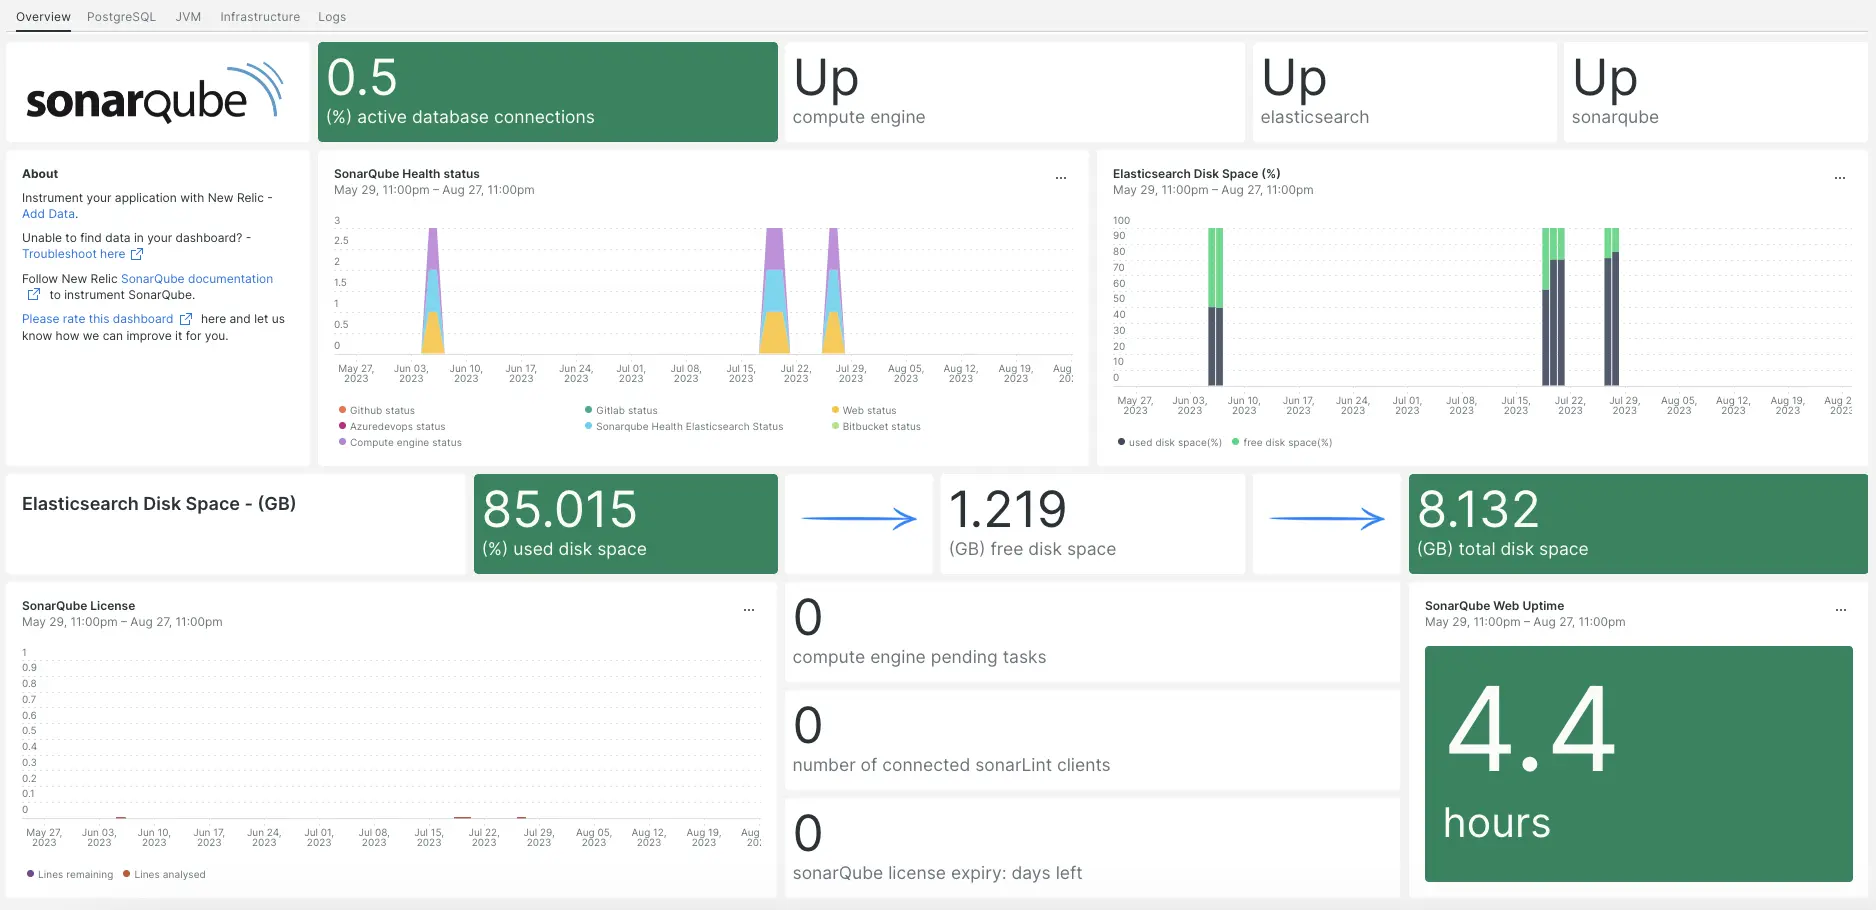 Overview PostgreSQL JVM Infrastructure Logs
sonarqube
0.5
(%) active database connections
Up
compute engine
Up
elasticsearch
Up
sonarqube
About
Instrument your application with New Relic -
Add Data.
Unable to find data in your dashboard? -
Troubleshoot here
Follow New Relic SonarQube documentation
to instrument SonarQube.
Please rate this dashboard here and let us
know how we can improve it for you.
SonarQube Health status
May 29, 11:00pm – Aug 27, 11:00pm
...
3
2.5
2
1.5
1
0.5
0
May 27, Jun 03, Jun 10, Jun 17, Jun 24, Jul 01, Jul 08, Jul 15, Jul 22, Jul 29, Aug 05, Aug 12, Aug 19, Aug
2023 2023 2023 2023 2023 2023 2023 2023 2023 2023 2023 2023 2023 20:
Github status Gitlab status Web status
Azuredevops status Sonarqube Health Elasticsearch Status Bitbucket status
Compute engine status
Elasticsearch Disk Space (%)
May 29, 11:00pm – Aug 27, 11:00pm
...
100
90
80
70
60
50
40
30
20
10
0
May 27, Jun 03, Jun 10, Jun 17, Jun 24, Jul 01, Jul 08, Jul 15, Jul 22, Jul 29, Aug 05, Aug 12, Aug 19, Aug 2
2023 2023 2023 2023 2023 2023 2023 2023 2023 2023 2023 2023 2023 202
used disk space(%) free disk space(%)
Elasticsearch Disk Space - (GB)
85.015
(%) used disk space
1.219
(GB) free disk space
8.132
(GB) total disk space
SonarQube License
May 29, 11:00pm – Aug 27, 11:00pm
...
1
0.9
0.8
0.7
0.6
0.5
0.4
0.3
0.2
0.1
0
May 27, Jun 03, Jun 10, Jun 17, Jun 24, Jul 01, Jul 08, Jul 15, Jul 22, Jul 29, Aug 05, Aug 12, Aug 19, Aug
2023 2023 2023 2023 2023 2023 2023 2023 2023 2023 2023 2023 2023 20:
Lines remaining Lines analysed
0
compute engine pending tasks
0
number of connected sonarLint clients
0
sonarQube license expiry: days left
SonarQube Web Uptime
May 29, 11:00pm – Aug 27, 11:00pm
...
4.4
hours